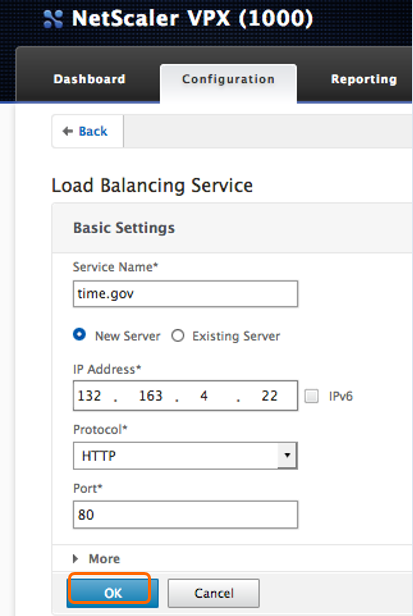 NetScaler VPX (1000)
Dashboard Configuration Reporting
Back
Load Balancing Service
Basic Settings
Service Name*
time.gov
New Server Existing Server
IP Address*
132 . 163 . 4 . 22 IPv6
Protocol*
HTTP
Port*
80
More
OK Cancel